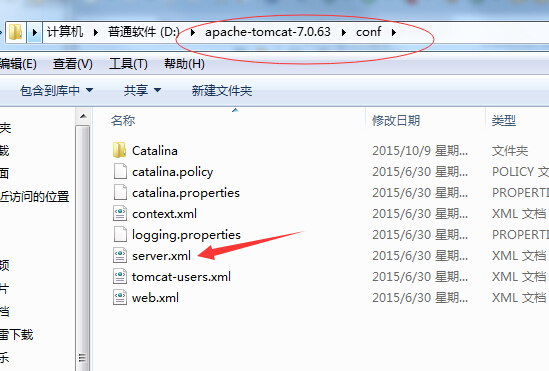 计算机 普通软件 (D:) apache-tomcat-7.0.63 conf
编辑(E) 查看(V) 工具(T) 帮助(H)
包含到库中 共享 新建文件夹
名称 修改日期 类型
Catalina 2015/10/9 星期... 文件夹
catalina.policy 2015/6/30 星期... POLICY 文
catalina.properties 2015/6/30 星期... PROPERTI
context.xml 2015/6/30 星期... XML 文档
logging.properties 2015/6/30 星期... PROPERTI
server.xml 2015/6/30 星期... XML 文档
tomcat-users.xml 2015/6/30 星期... XML 文档
web.xml 2015/6/30 星期... XML 文档
夹
载
面
近访问的位置
频
片
当
雷下载
乐